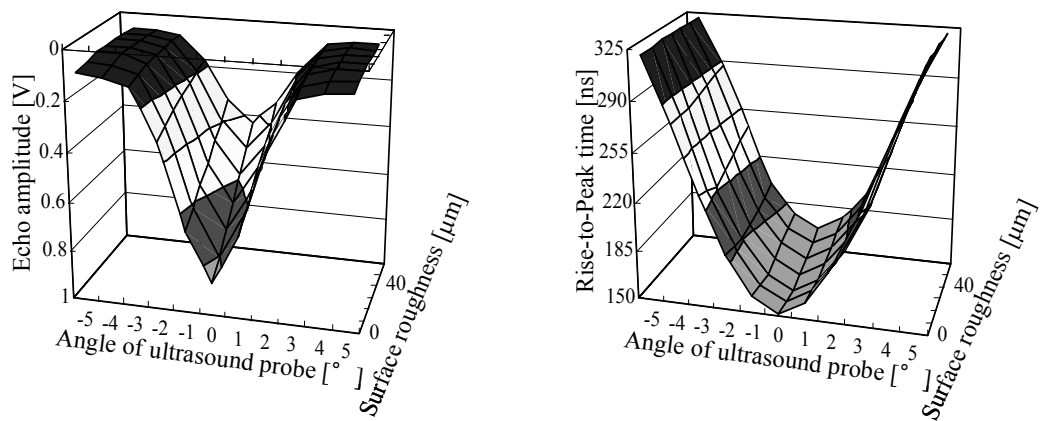 0
0.2
0.4
0.6
0.8
1
Echo amplitude [V]
-5 -4 -3 -2 -1 0 1 2 3 4 5
Angle of ultrasound probe [° ]
40
0
Surface roughness [μm]
325
290
255
220
185
150
Rise-to-Peak time [ns]
-5 -4 -3 -2 -1 0 1 2 3 4 5
Angle of ultrasound probe [° ]
40
0
Surface roughness [μm]